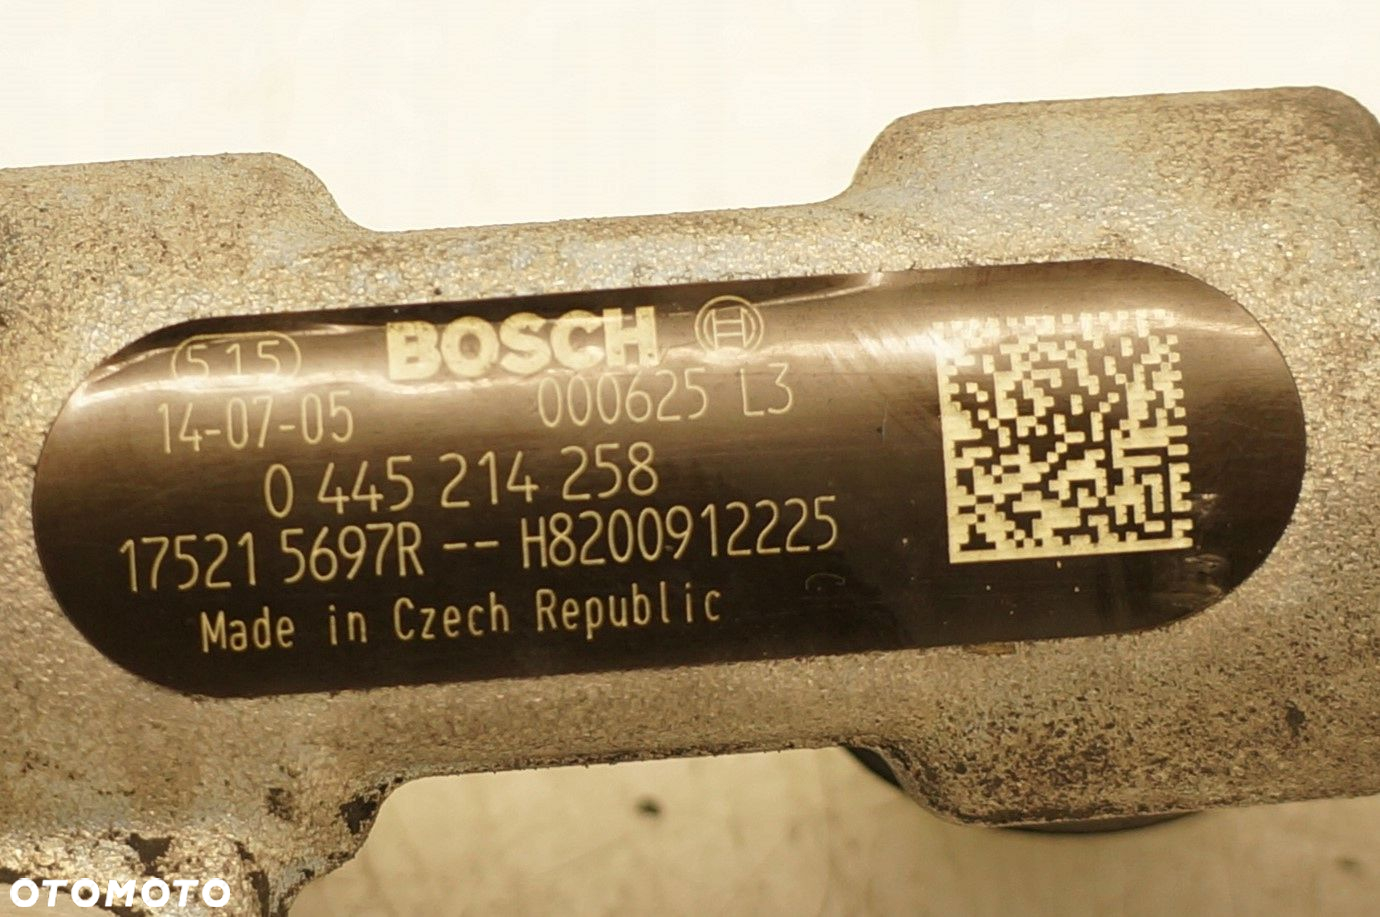 515 BOSCH H
14-07-05 000625 L3
0 445 214 258
17521 5697R -- H8200912225
Made in Czech Republic
OTOMOTO